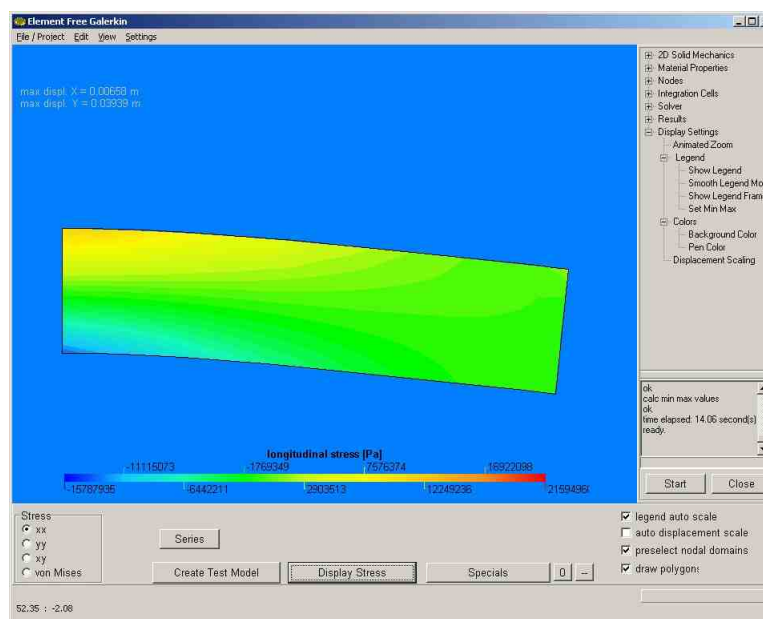 Element Free Galerkin
File / Project Edit View Settings
max displ. X = 0.00658 m
max displ. Y = 0.03939 m
2D Solid Mechanics
Material Properties
Nodes
Integration Cells
Solver
Results
Display Settings
Animated Zoom
Legend
Show Legend
Smooth Legend Mo
Show Legend Fram
Set Min Max
Colors
Background Color
Pen Color
Displacement Scaling
ok
calc min max values
ok
time elapsed: 14.06 second(s)
ready.
longitudinal stress [Pa]
-11115073 -1769349 7576374 16922098
-15787935 -6442211 2903513 12249236 2159496
Start Close
Stress
xx
yy
xy
von Mises
Series
Create Test Model Display Stress Specials 0 --
legend auto scale
auto displacement scale
preselect nodal domains
draw polygons
52.35 : -2.08